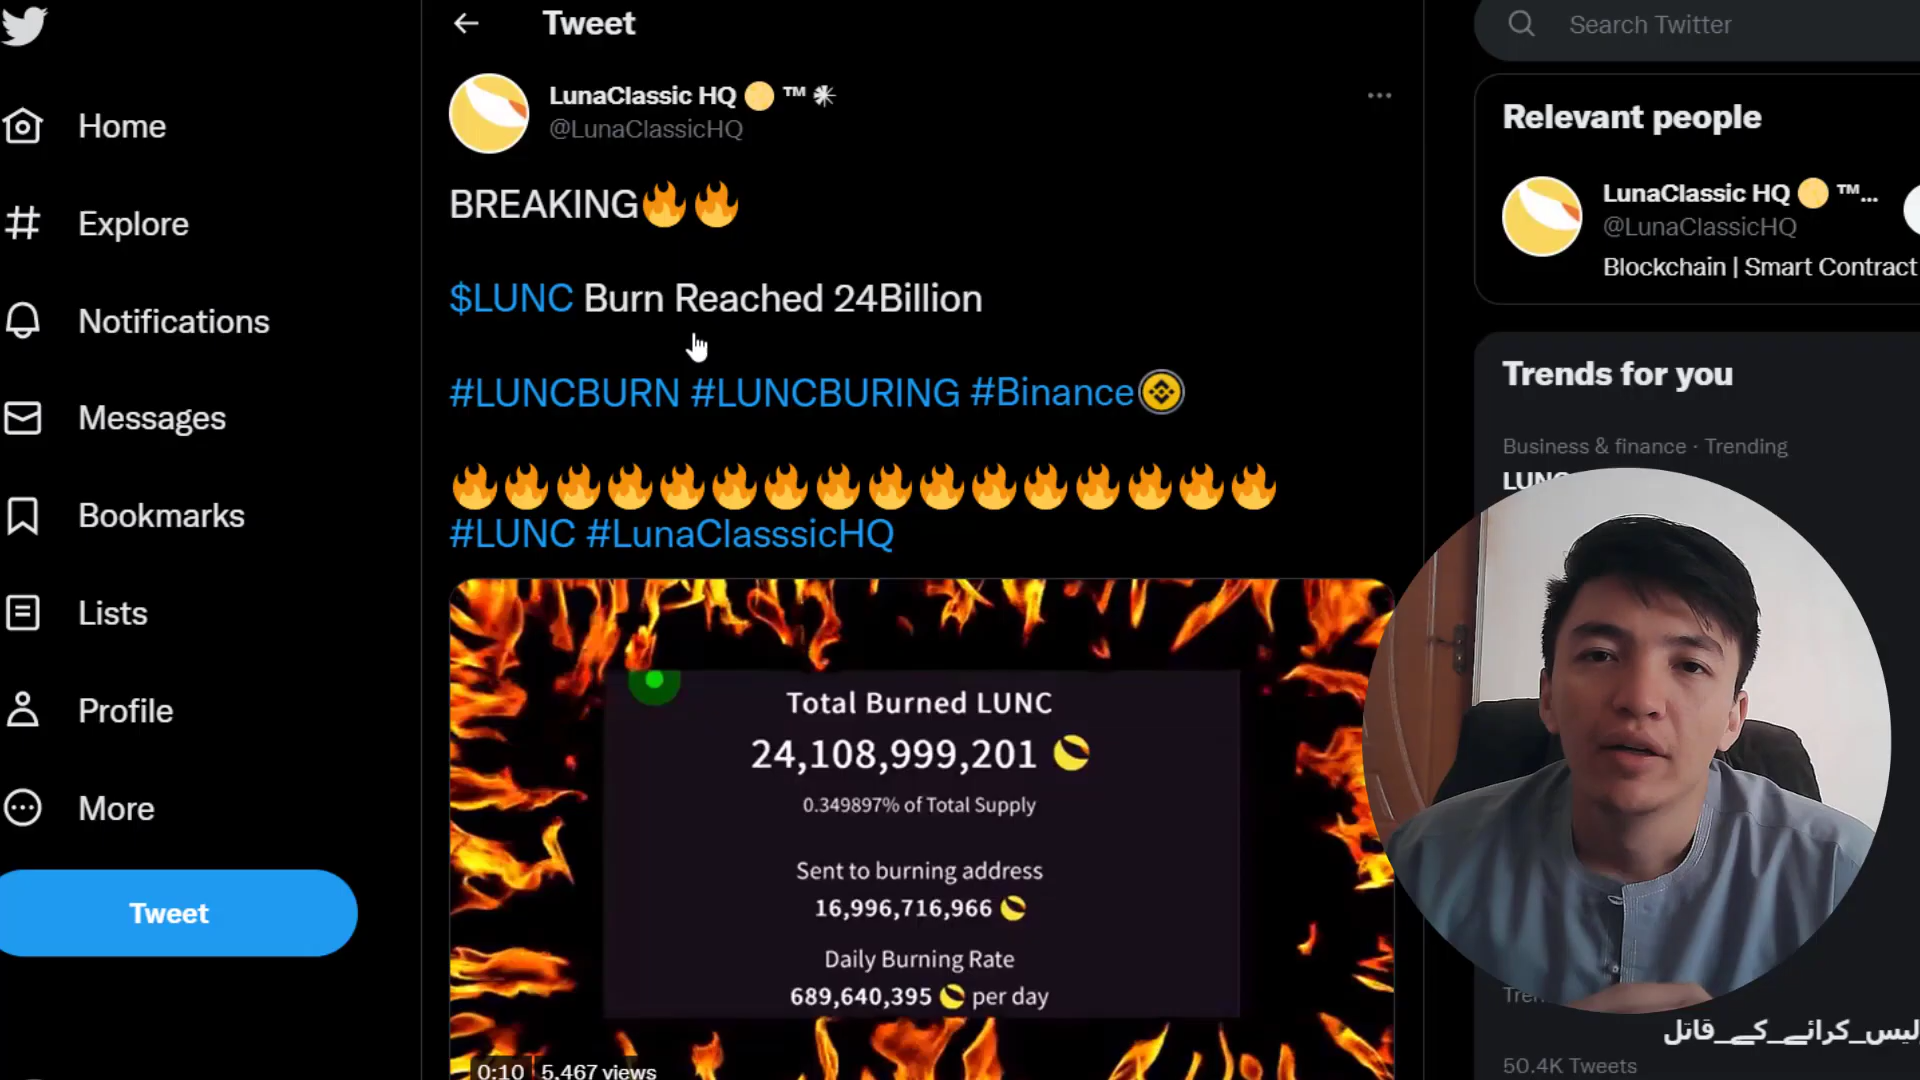 Home
Explore
Notifications
Messages
Bookmarks
Lists
Profile
More
Tweet
Tweet
LunaClassic HQ 🟡 ™ ☀
@LunaClassicHQ
BREAKING🔥🔥
$LUNC Burn Reached 24Billion
#LUNCBURN #LUNCBURING #Binance
🔥🔥🔥🔥🔥🔥🔥🔥🔥🔥🔥🔥🔥🔥🔥🔥
#LUNC #LunaClasssicHQ
Total Burned LUNC
24,108,999,201
0.349897% of Total Supply
Sent to burning address
16,996,716,966
Daily Burning Rate
689,640,395 per day
0:10 5,467 views
Search Twitter
Relevant people
LunaClassic HQ 🟡 ™...
@LunaClassicHQ
Blockchain | Smart Contract
Trends for you
Business & finance · Trending
50.4K Tweets